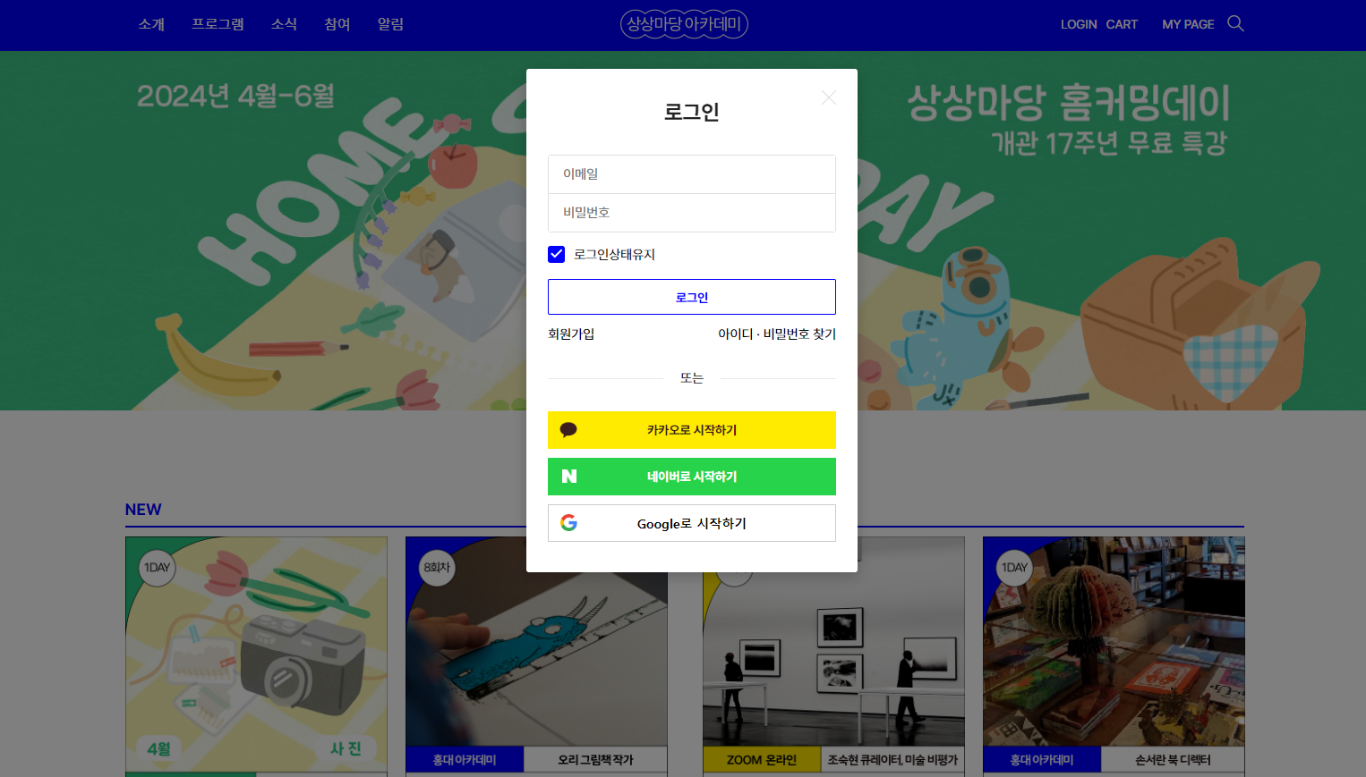 소개 프로그램 소식 참여 알림
상상마당 아카데미
LOGIN CART MY PAGE
2024년 4월-6월
HOME
DAY
상상마당 홈커밍데이
개관 17주년 무료 특강
로그인
이메일
비밀번호
로그인상태유지
로그인
회원가입 아이디 · 비밀번호 찾기
또는
카카오로 시작하기
N 네이버로 시작하기
G Google로 시작하기
NEW
1DAY
4월 사진
8회차
홍대 아카데미 오리 그림책 작가
ZOOM 온라인 조숙현 큐레이터, 미술 비평가
1DAY
홍대 아카데미 손서란 북 디렉터